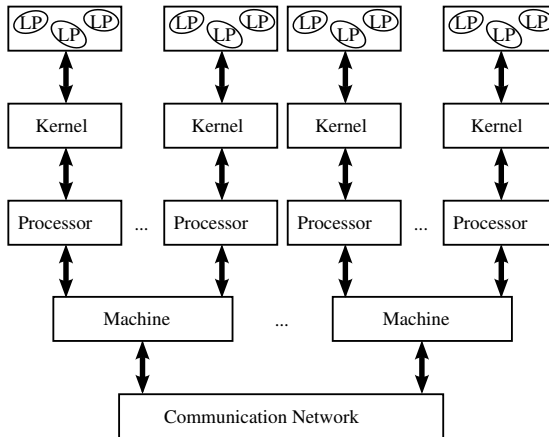 LP LP LP LP LP LP LP LP LP LP LP LP
Kernel Kernel Kernel Kernel
Processor ... Processor Processor ... Processor
Machine ... Machine
Communication Network